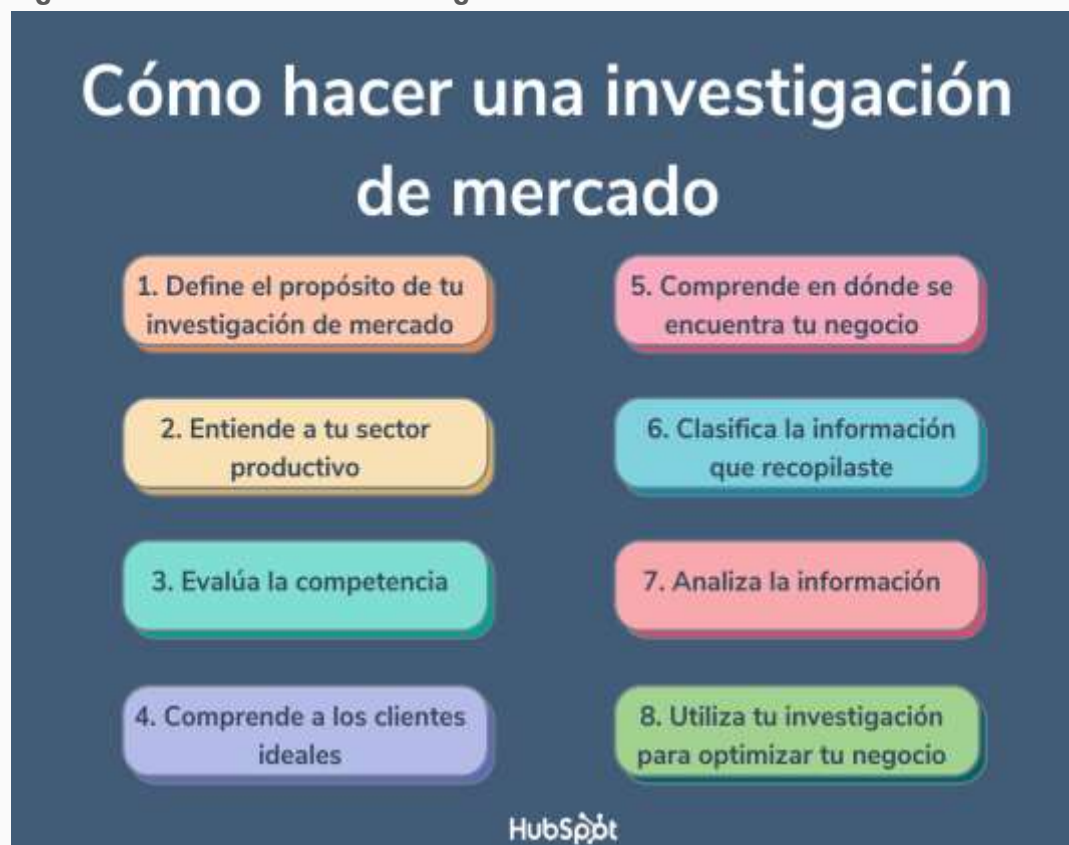 Cómo hacer una investigación
de mercado
1. Define el propósito de tu
investigación de mercado
2. Entiende a tu sector
productivo
3. Evalúa la competencia
4. Comprende a los clientes
ideales
5. Comprende en dónde se
encuentra tu negocio
6. Clasifica la información
que recopilaste
7. Analiza la información
8. Utiliza tu investigación
para optimizar tu negocio
HubSpot